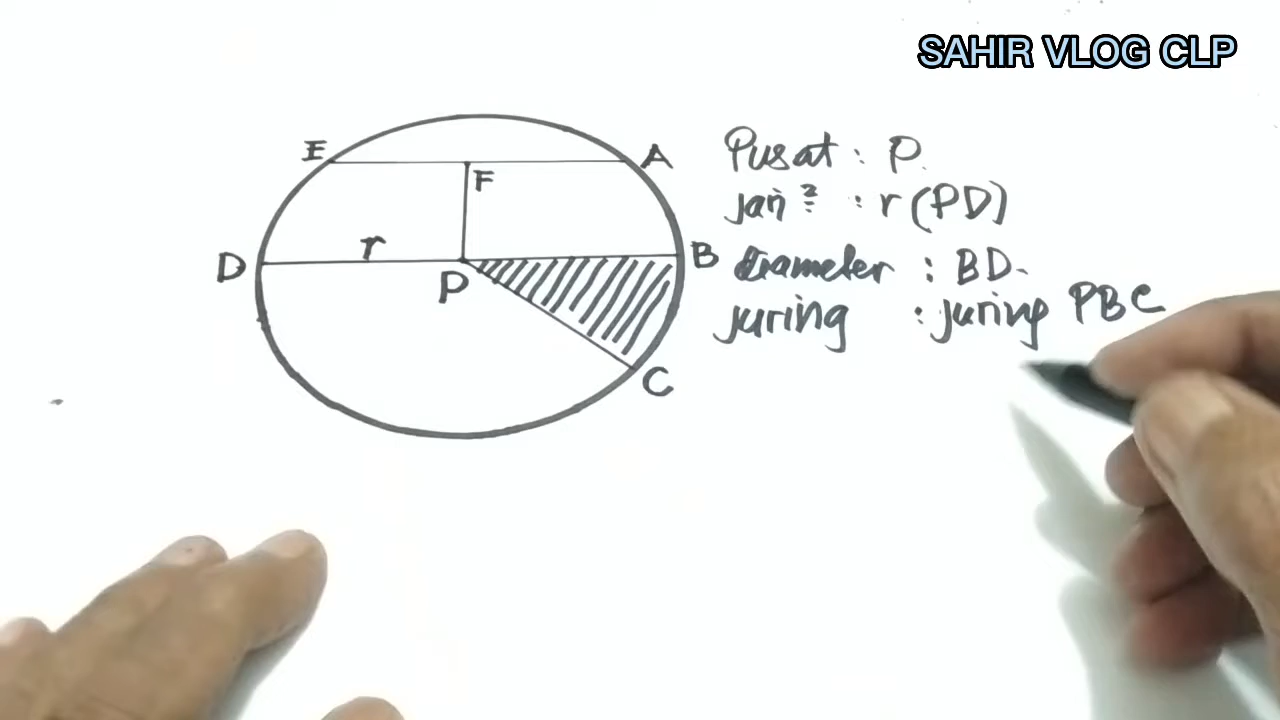 SAHIR VLOG CLP
E
A
F
D
r
P
B
C
Pusat : P.
jari² : r (PD)
diameter : BD.
juring : juring PBC